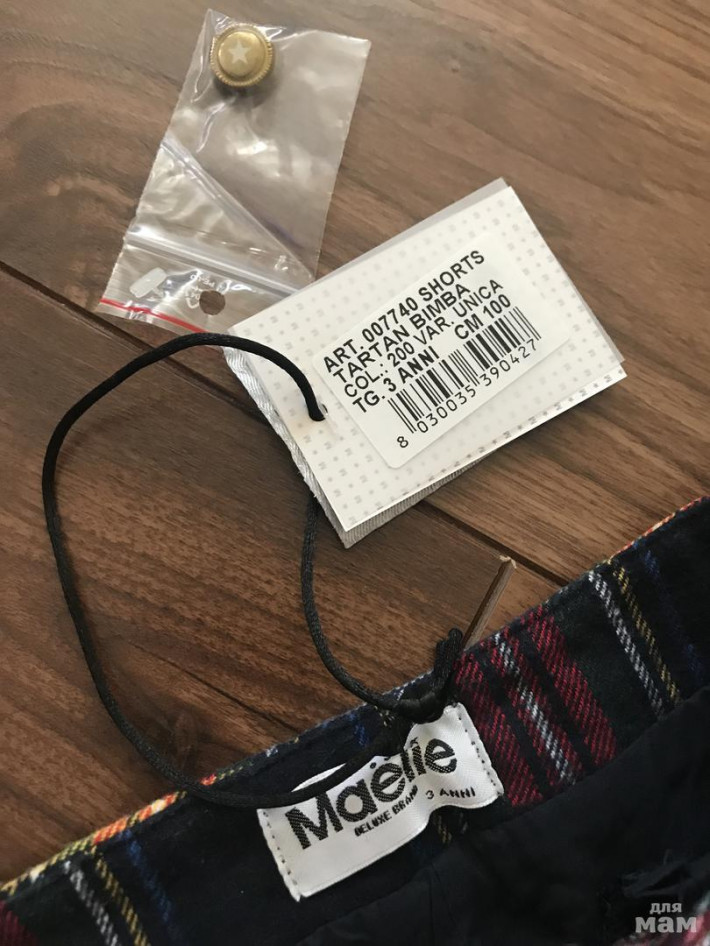 ART. 007740 SHORTS
TARTAN BIMBA
COL.: 200 VAR. UNICA
TG. 3 ANNI CM 100
8 030035 390427
Maëlie
DELUXE BRAND 3 ANNI
для
мам